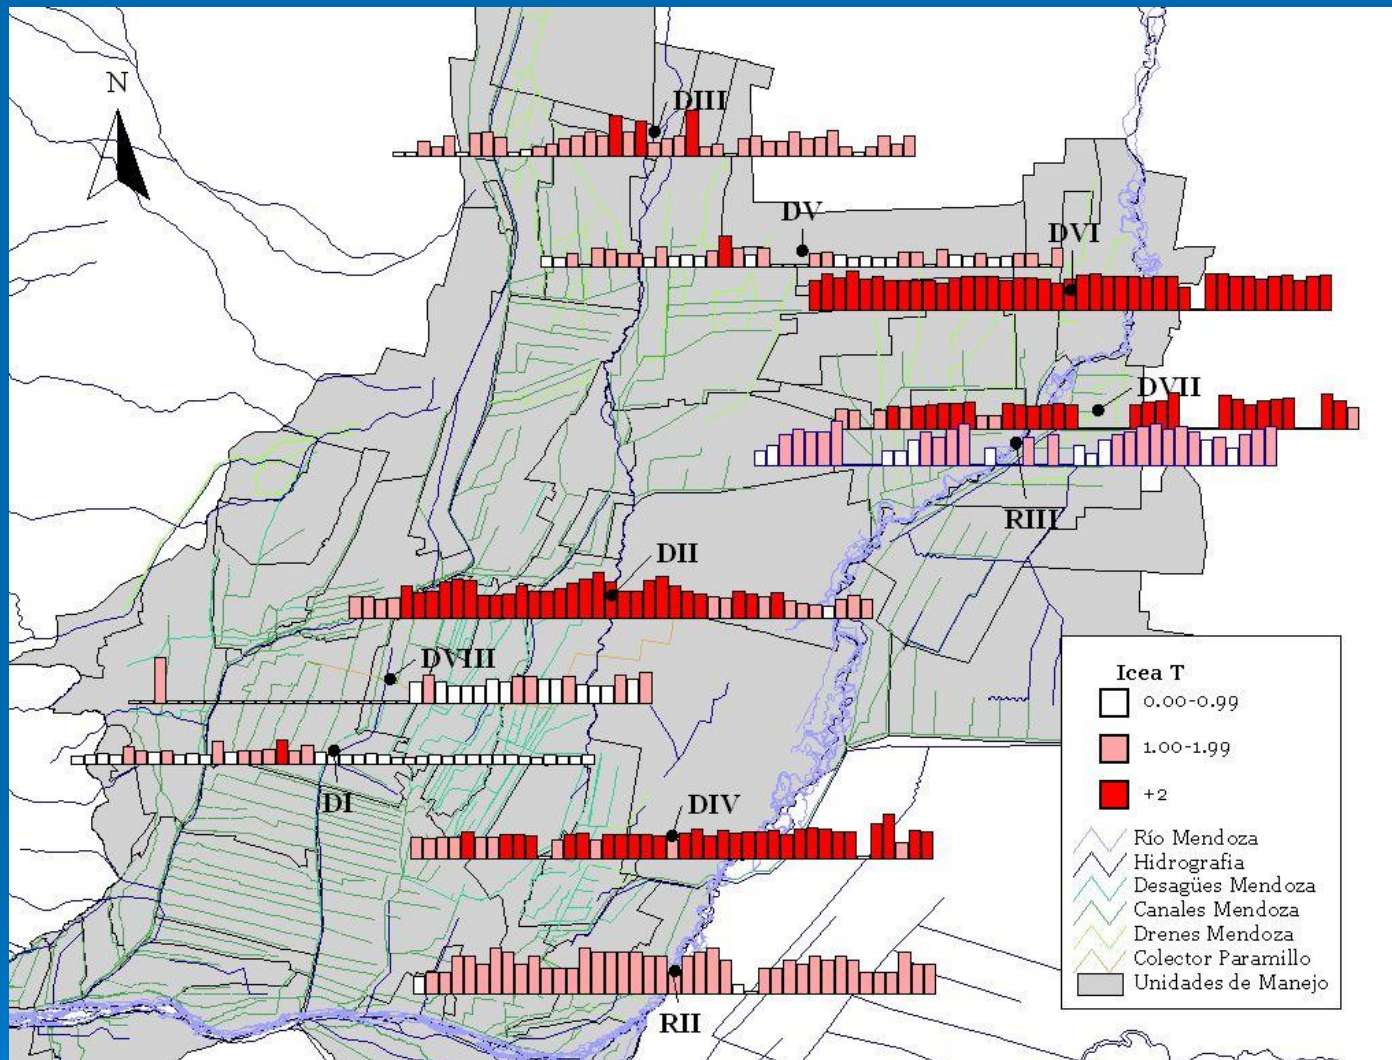 N
DIII
DV
DVI
DVII
RIII
DII
DVIII
DI
DIV
RII
Icea T
0.00-0.99
1.00-1.99
+2
Río Mendoza
Hidrografia
Desagües Mendoza
Canales Mendoza
Drenes Mendoza
Colector Paramillo
Unidades de Manejo